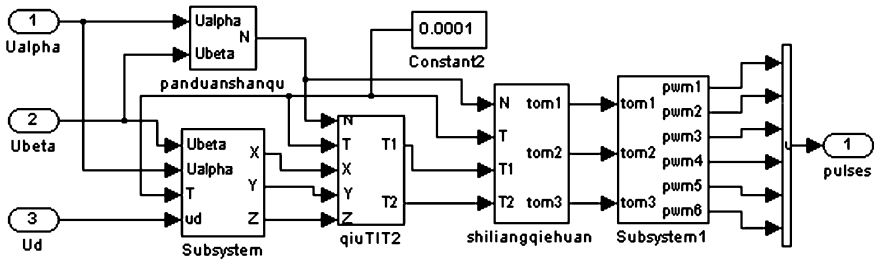 1
Ualpha
2
Ubeta
3
Ud
Ualpha
Ubeta
N
panduanshanqu
0.0001
Constant2
Ubeta
Ualpha
T
ud
X
Y
Z
Subsystem
N
T
X
Y
Z
T1
T2
qiuTIT2
N
T
T1
T2
tom1
tom2
tom3
shiliangqiehuan
tom1
tom2
tom3
pwm1
pwm2
pwm3
pwm4
pwm5
pwm6
Subsystem1
1
pulses